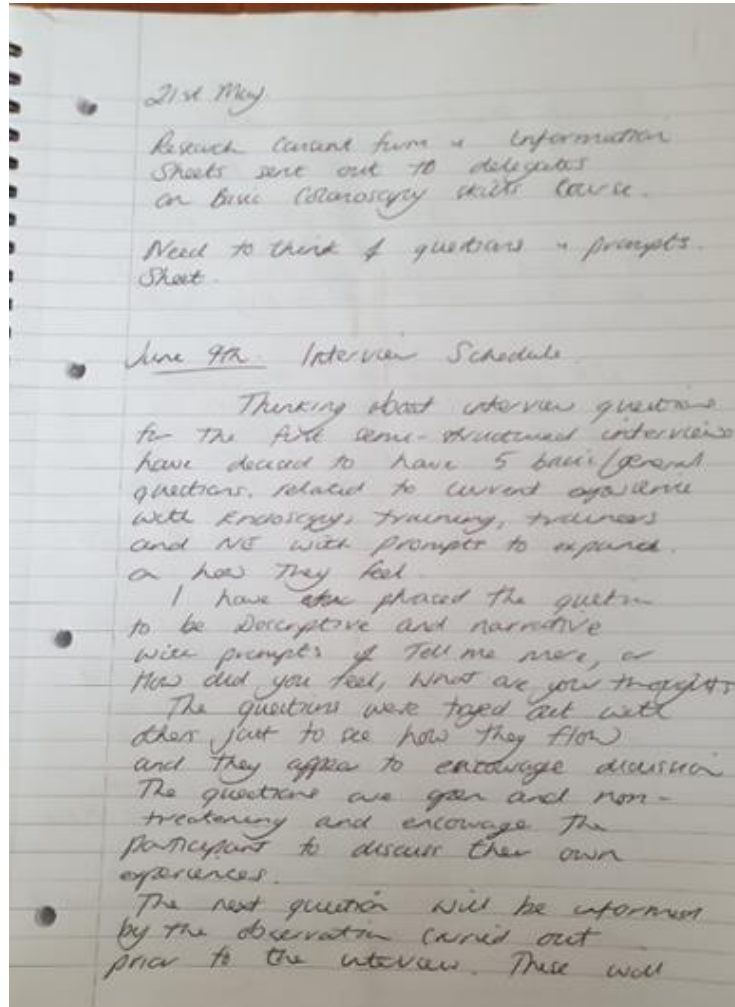 21st May.
Research Consent form & Information
Sheets sent out to delegates
on Basic Colonoscopy skills Course.
Need to think of questions & prompts.
Sheet.
June 9th. Interview Schedule.
Thinking about interview questions
for the first semi-structured interviews
have decided to have 5 basic/general
questions. related to current experience
with Endoscopy, training, trainers
and NE with prompts to expand.
on how they feel.
I have phased the question
to be Descriptive and narrative
with prompts of Tell me more, or
How did you feel, What are your thoughts
The questions were tryed out with
others just to see how they flow
and they appear to encourage discussion
The questions are open and non-
treatening and encourage the
participant to discuss their own
experiences.
The next question will be informed
by the observation carried out
prior to the interview. These will